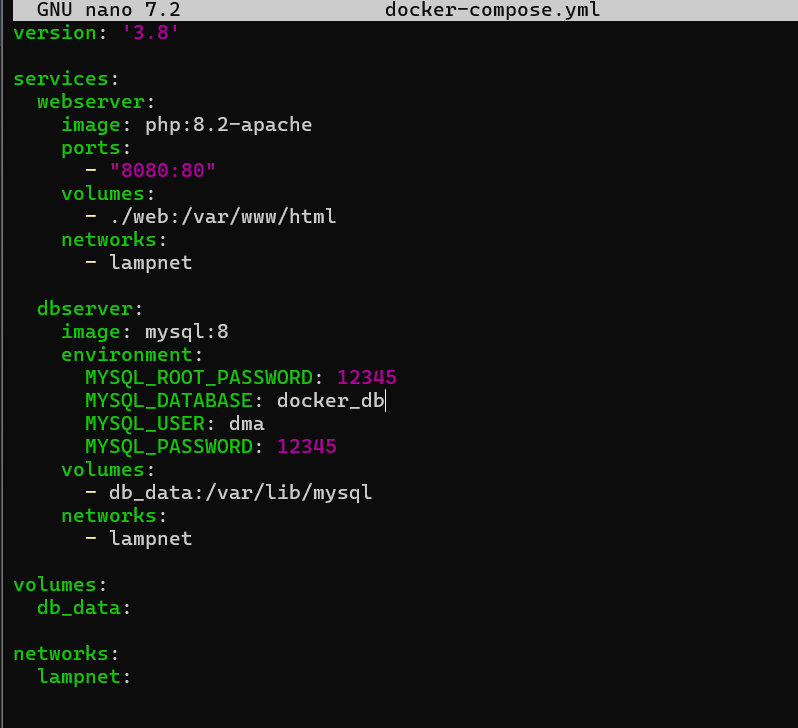 GNU nano 7.2 docker-compose.yml
version: '3.8'
services:
  webserver:
    image: php:8.2-apache
    ports:
      - "8080:80"
    volumes:
      - ./web:/var/www/html
    networks:
      - lampnet
  dbserver:
    image: mysql:8
    environment:
      MYSQL_ROOT_PASSWORD: 12345
      MYSQL_DATABASE: docker_db
      MYSQL_USER: dma
      MYSQL_PASSWORD: 12345
    volumes:
      - db_data:/var/lib/mysql
    networks:
      - lampnet
volumes:
  db_data:
networks:
  lampnet: